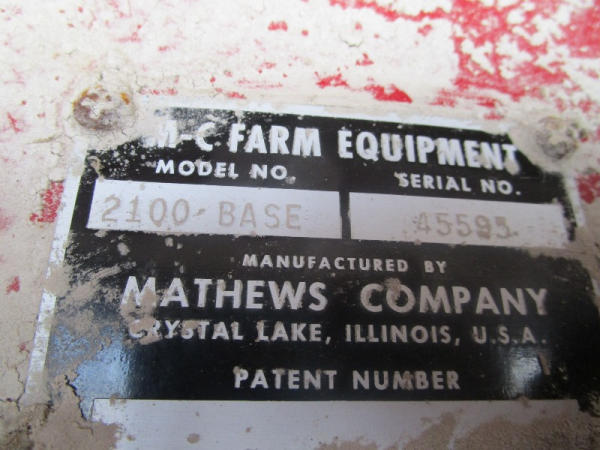 M-C FARM EQUIPMENT
MODEL NO. SERIAL NO.
2100-BASE 45595
MANUFACTURED BY
MATHEWS COMPANY
CRYSTAL LAKE, ILLINOIS, U.S.A.
PATENT NUMBER